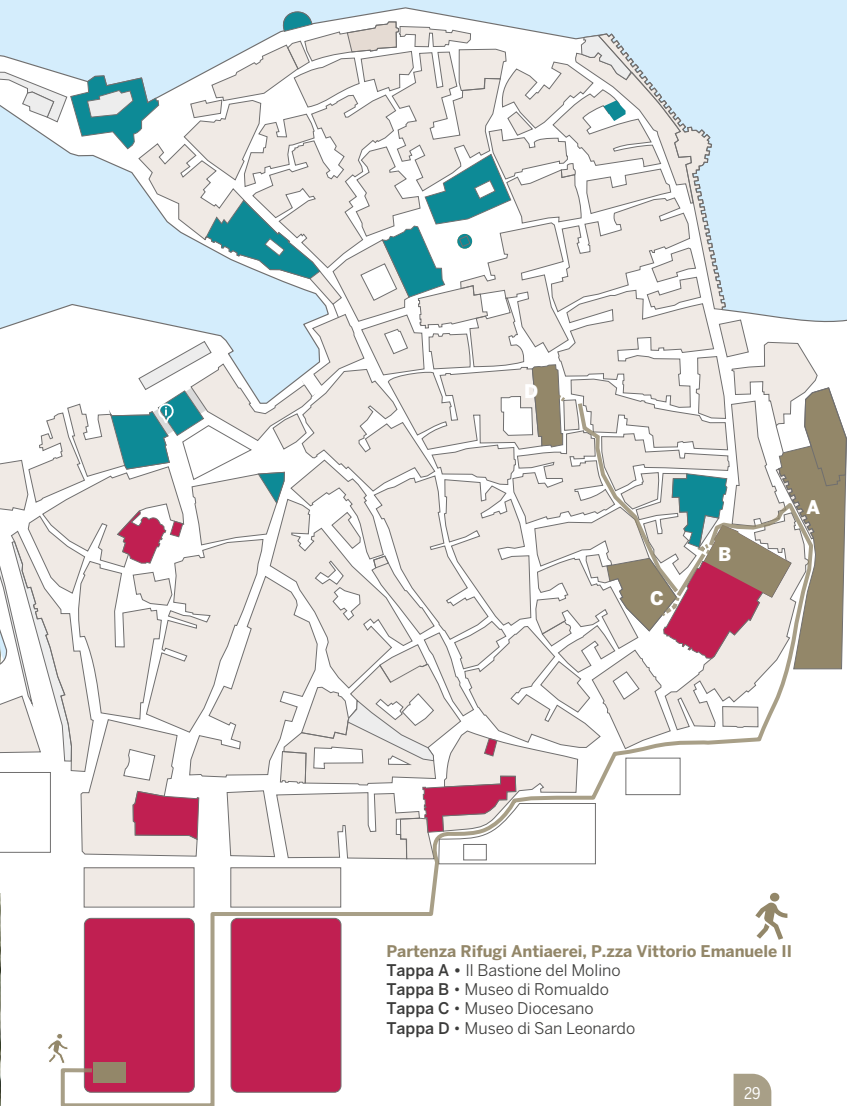 D
i
A
B
C
Partenza Rifugi Antiaerei, P.zza Vittorio Emanuele II
Tappa A • Il Bastione del Molino
Tappa B • Museo di Romualdo
Tappa C • Museo Diocesano
Tappa D • Museo di San Leonardo
29